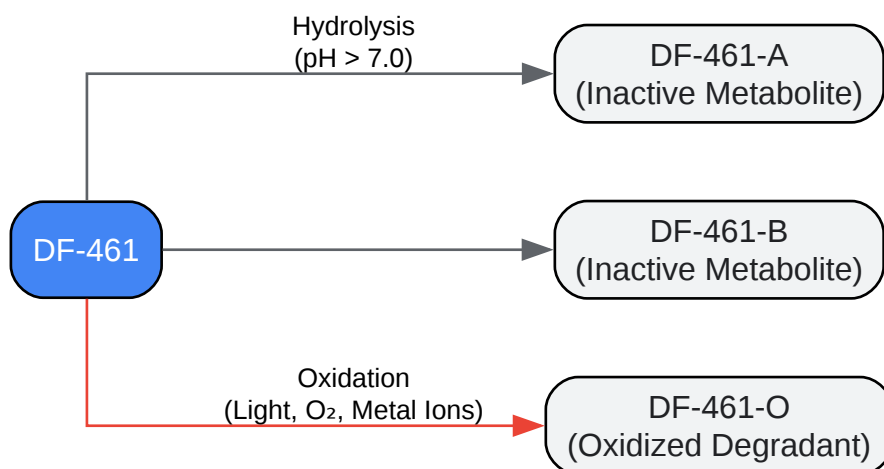 Hydrolysis
(pH > 7.0)
DF-461-A
(Inactive Metabolite)
DF-461
DF-461-B
(Inactive Metabolite)
Oxidation
(Light, O₂, Metal Ions)
DF-461-O
(Oxidized Degradant)